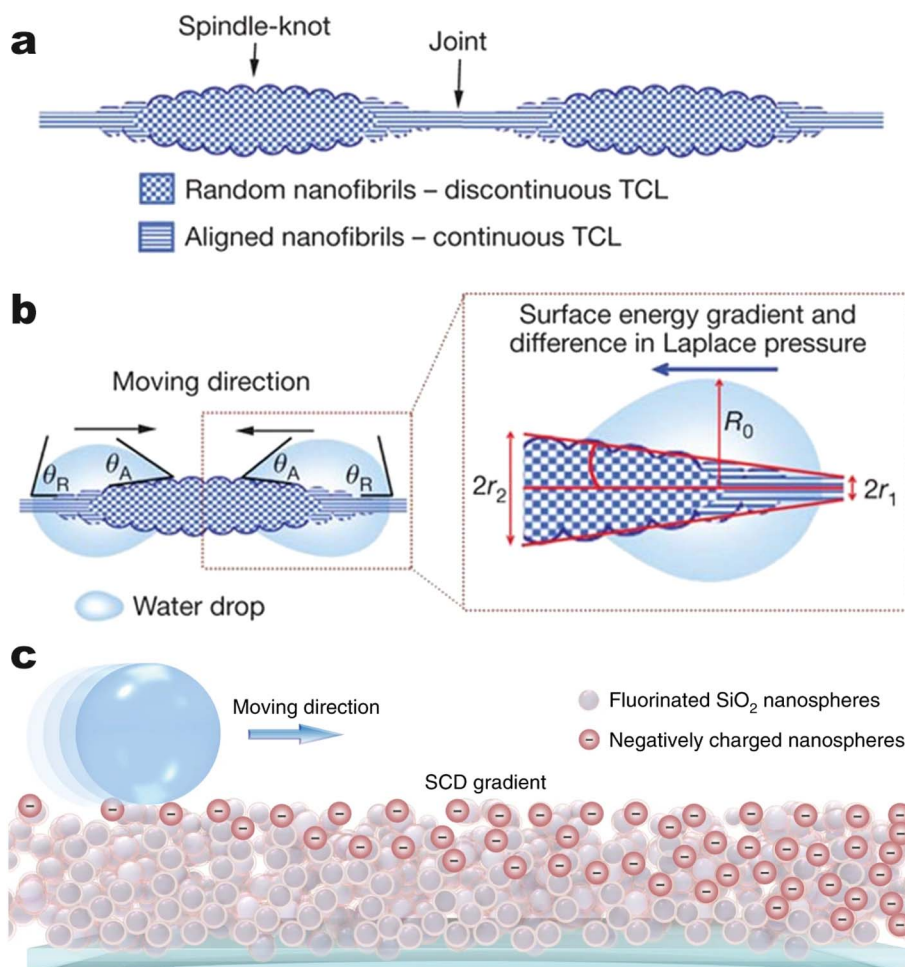 a
Spindle-knot
Joint
Random nanofibrils – discontinuous TCL
Aligned nanofibrils – continuous TCL
b
Moving direction
θR
θA
θA
θR
Water drop
Surface energy gradient and
difference in Laplace pressure
R0
2r2
2r1
c
Moving direction
Fluorinated SiO2 nanospheres
Negatively charged nanospheres
SCD gradient